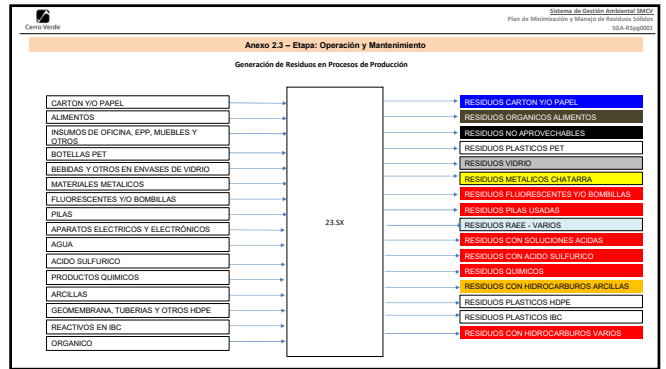 Sistema de Gestión Ambiental SMCV
Plan de Minimización y Manejo de Residuos Sólidos
SGA-RSpg0001
Cerro Verde
Anexo 2.3 – Etapa: Operación y Mantenimiento
Generación de Residuos en Procesos de Producción
CARTON Y/O PAPEL
ALIMENTOS
INSUMOS DE OFICINA, EPP, MUEBLES Y
OTROS
BOTELLAS PET
BEBIDAS Y OTROS EN ENVASES DE VIDRIO
MATERIALES METALICOS
FLUORESCENTES Y/O BOMBILLAS
PILAS
APARATOS ELECTRICOS Y ELECTRÓNICOS
AGUA
ACIDO SULFURICO
PRODUCTOS QUIMICOS
ARCILLAS
GEOMEMBRANA, TUBERIAS Y OTROS HDPE
REACTIVOS EN IBC
ORGANICO
23.SX
RESIDUOS CARTON Y/O PAPEL
RESIDUOS ORGANICOS ALIMENTOS
RESIDUOS NO APROVECHABLES
RESIDUOS PLASTICOS PET
RESIDUOS VIDRIO
RESIDUOS METALICOS CHATARRA
RESIDUOS FLUORESCENTES Y/O BOMBILLAS
RESIDUOS PILAS USADAS
RESIDUOS RAEE - VARIOS
RESIDUOS CON SOLUCIONES ACIDAS
RESIDUOS CON ACIDO SULFURICO
RESIDUOS QUIMICOS
RESIDUOS CON HIDROCARBUROS ARCILLAS
RESIDUOS PLASTICOS HDPE
RESIDUOS PLASTICOS IBC
RESIDUOS CON HIDROCARBUROS VARIOS